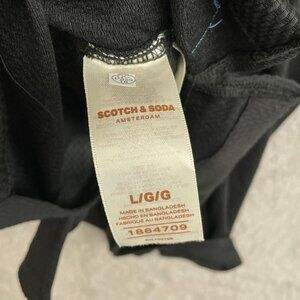 SCOTCH & SODA
AMSTERDAM
L/G/G
MADE IN BANGLADESH
HECHO EN BANGLADESH
FABRIQUÉ AU BANGLADESH
1864709